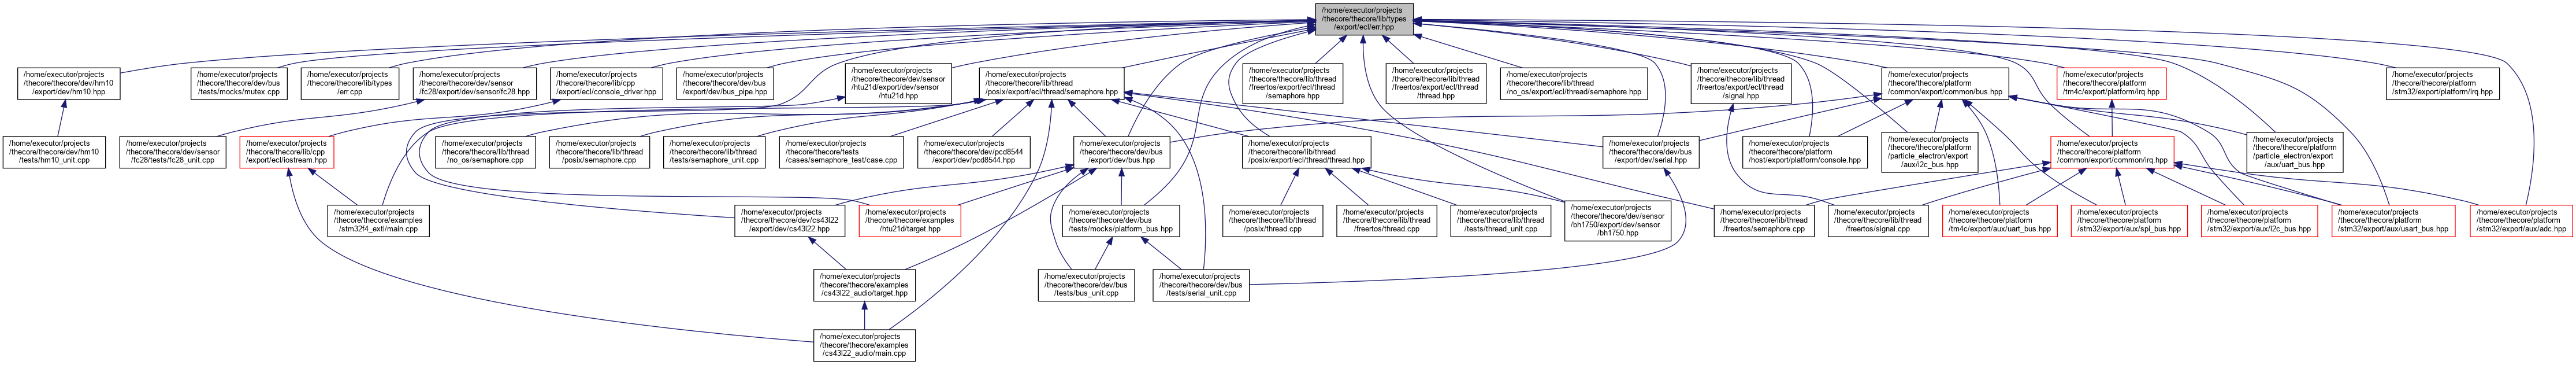 /home/executor/projects
/thecore/thecore/lib/types
/export/ecl/err.hpp
/home/executor/projects
/thecore/thecore/dev/hm10
/export/dev/hm10.hpp
/home/executor/projects
/thecore/thecore/dev/bus
/tests/mocks/mutex.cpp
/home/executor/projects
/thecore/thecore/lib/types
/err.cpp
/home/executor/projects
/thecore/thecore/dev/sensor
/fc28/export/dev/sensor/fc28.hpp
/home/executor/projects
/thecore/thecore/lib/cpp
/export/ecl/console_driver.hpp
/home/executor/projects
/thecore/thecore/dev/bus
/export/dev/bus_pipe.hpp
/home/executor/projects
/thecore/thecore/dev/sensor
/htu21d/export/dev/sensor
/htu21d.hpp
/home/executor/projects
/thecore/thecore/lib/thread
/posix/export/ecl/thread/semaphore.hpp
/home/executor/projects
/thecore/thecore/lib/thread
/freertos/export/ecl/thread
/semaphore.hpp
/home/executor/projects
/thecore/thecore/lib/thread
/freertos/export/ecl/thread
/thread.hpp
/home/executor/projects
/thecore/thecore/lib/thread
/no_os/export/ecl/thread/semaphore.hpp
/home/executor/projects
/thecore/thecore/lib/thread
/freertos/export/ecl/thread
/signal.hpp
/home/executor/projects
/thecore/thecore/platform
/common/export/common/bus.hpp
/home/executor/projects
/thecore/thecore/platform
/tm4c/export/platform/irq.hpp
/home/executor/projects
/thecore/thecore/platform
/stm32/export/platform/irq.hpp
/home/executor/projects
/thecore/thecore/dev/hm10
/tests/hm10_unit.cpp
/home/executor/projects
/thecore/thecore/dev/sensor
/fc28/tests/fc28_unit.cpp
/home/executor/projects
/thecore/thecore/lib/cpp
/export/ecl/iostream.hpp
/home/executor/projects
/thecore/thecore/lib/thread
/no_os/semaphore.cpp
/home/executor/projects
/thecore/thecore/lib/thread
/posix/semaphore.cpp
/home/executor/projects
/thecore/thecore/lib/thread
/tests/semaphore_unit.cpp
/home/executor/projects
/thecore/thecore/tests
/cases/semaphore_test/case.cpp
/home/executor/projects
/thecore/thecore/dev/pcd8544
/export/dev/pcd8544.hpp
/home/executor/projects
/thecore/thecore/dev/bus
/export/dev/bus.hpp
/home/executor/projects
/thecore/thecore/lib/thread
/posix/export/ecl/thread/thread.hpp
/home/executor/projects
/thecore/thecore/dev/bus
/export/dev/serial.hpp
/home/executor/projects
/thecore/thecore/platform
/host/export/platform/console.hpp
/home/executor/projects
/thecore/thecore/platform
/particle_electron/export
/aux/i2c_bus.hpp
/home/executor/projects
/thecore/thecore/platform
/common/export/common/irq.hpp
/home/executor/projects
/thecore/thecore/platform
/particle_electron/export
/aux/uart_bus.hpp
/home/executor/projects
/thecore/thecore/examples
/stm32f4_exti/main.cpp
/home/executor/projects
/thecore/thecore/dev/cs43l22
/export/dev/cs43l22.hpp
/home/executor/projects
/thecore/thecore/examples
/htu21d/target.hpp
/home/executor/projects
/thecore/thecore/dev/bus
/tests/mocks/platform_bus.hpp
/home/executor/projects
/thecore/thecore/lib/thread
/posix/thread.cpp
/home/executor/projects
/thecore/thecore/lib/thread
/freertos/thread.cpp
/home/executor/projects
/thecore/thecore/lib/thread
/tests/thread_unit.cpp
/home/executor/projects
/thecore/thecore/dev/sensor
/bh1750/export/dev/sensor
/bh1750.hpp
/home/executor/projects
/thecore/thecore/lib/thread
/freertos/semaphore.cpp
/home/executor/projects
/thecore/thecore/lib/thread
/freertos/signal.cpp
/home/executor/projects
/thecore/thecore/platform
/tm4c/export/aux/uart_bus.hpp
/home/executor/projects
/thecore/thecore/platform
/stm32/export/aux/spi_bus.hpp
/home/executor/projects
/thecore/thecore/platform
/stm32/export/aux/i2c_bus.hpp
/home/executor/projects
/thecore/thecore/platform
/stm32/export/aux/usart_bus.hpp
/home/executor/projects
/thecore/thecore/platform
/stm32/export/aux/adc.hpp
/home/executor/projects
/thecore/thecore/examples
/cs43l22_audio/target.hpp
/home/executor/projects
/thecore/thecore/dev/bus
/tests/bus_unit.cpp
/home/executor/projects
/thecore/thecore/dev/bus
/tests/serial_unit.cpp
/home/executor/projects
/thecore/thecore/examples
/cs43l22_audio/main.cpp